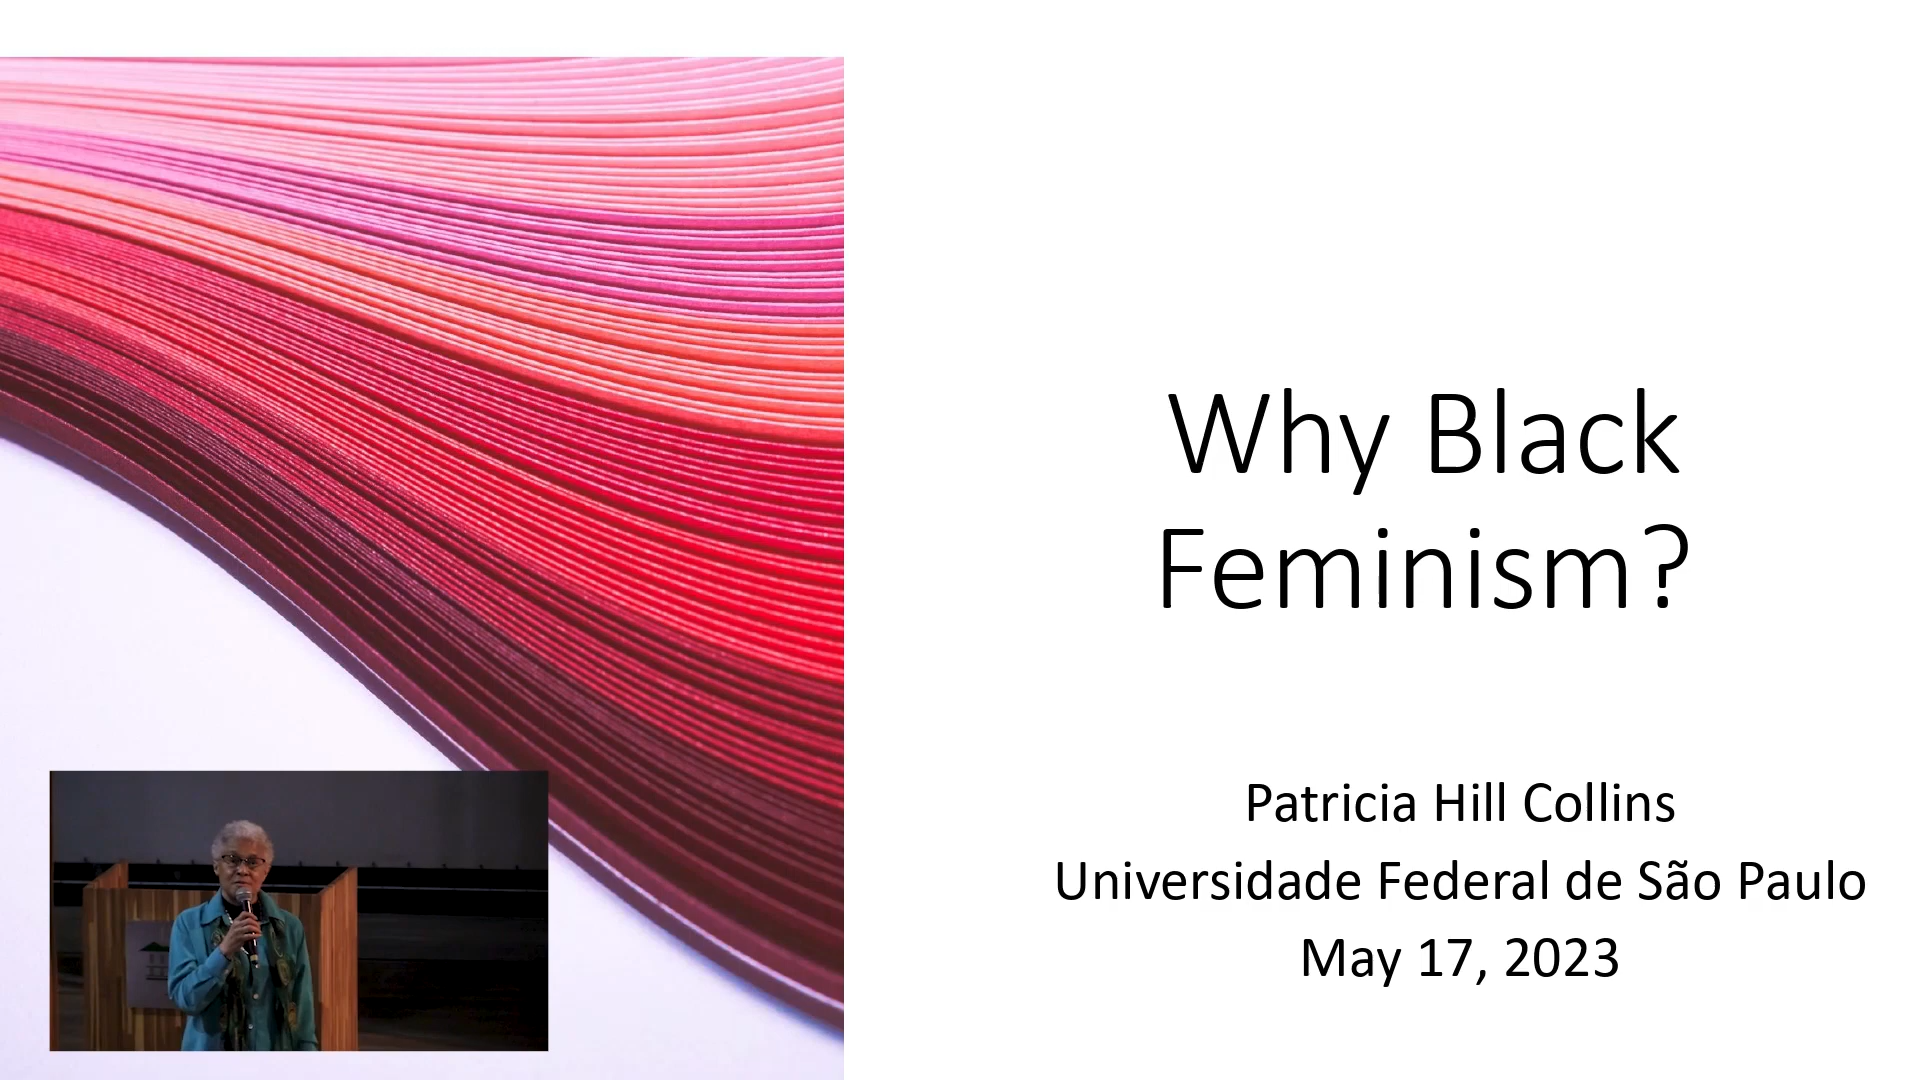 Why Black
Feminism?
Patricia Hill Collins
Universidade Federal de São Paulo
May 17, 2023